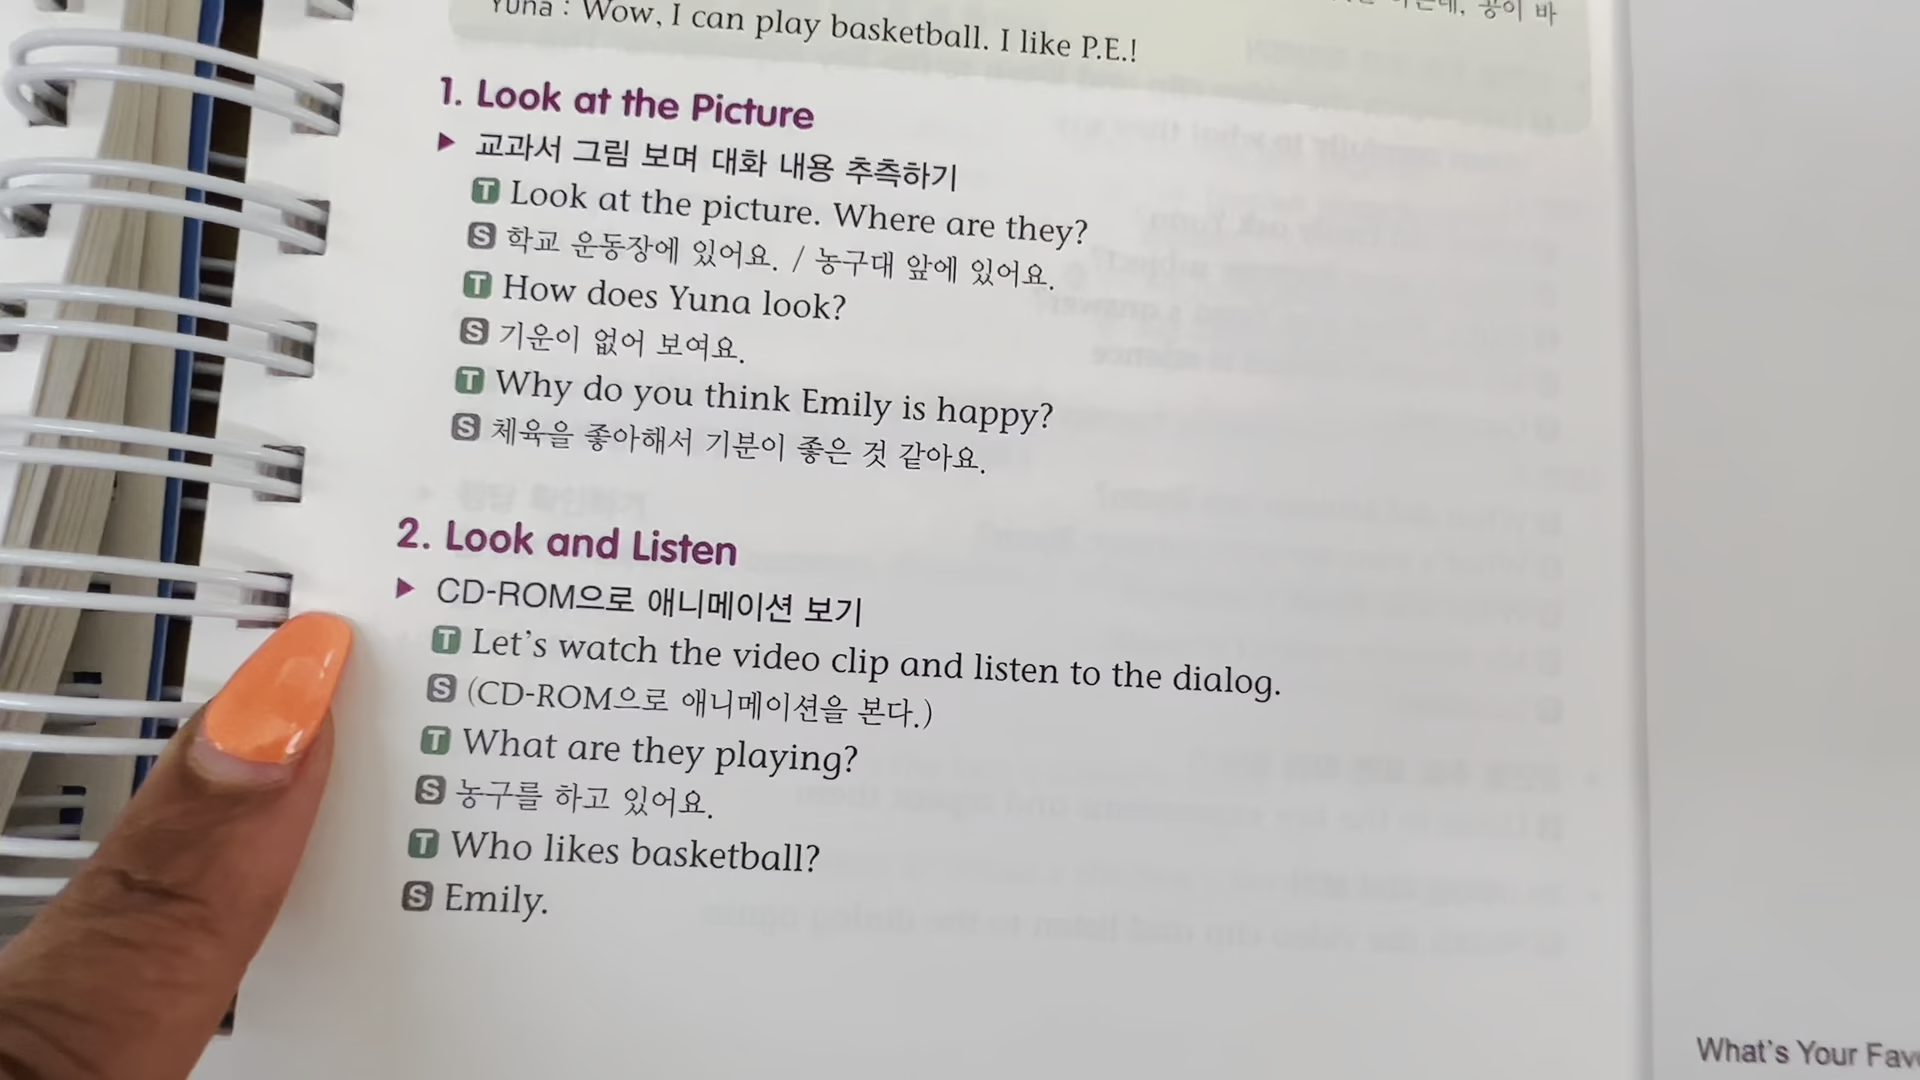 Yuna : Wow, I can play basketball. I like P.E.!
공이 바
1. Look at the Picture
▶ 교과서 그림 보며 대화 내용 추측하기
T Look at the picture. Where are they?
S 학교 운동장에 있어요. / 농구대 앞에 있어요.
T How does Yuna look?
S 기운이 없어 보여요.
T Why do you think Emily is happy?
S 체육을 좋아해서 기분이 좋은 것 같아요.
2. Look and Listen
▶ CD-ROM으로 애니메이션 보기
T Let's watch the video clip and listen to the dialog.
S (CD-ROM으로 애니메이션을 본다.)
T What are they playing?
S 농구를 하고 있어요.
T Who likes basketball?
S Emily.
What's Your Fav